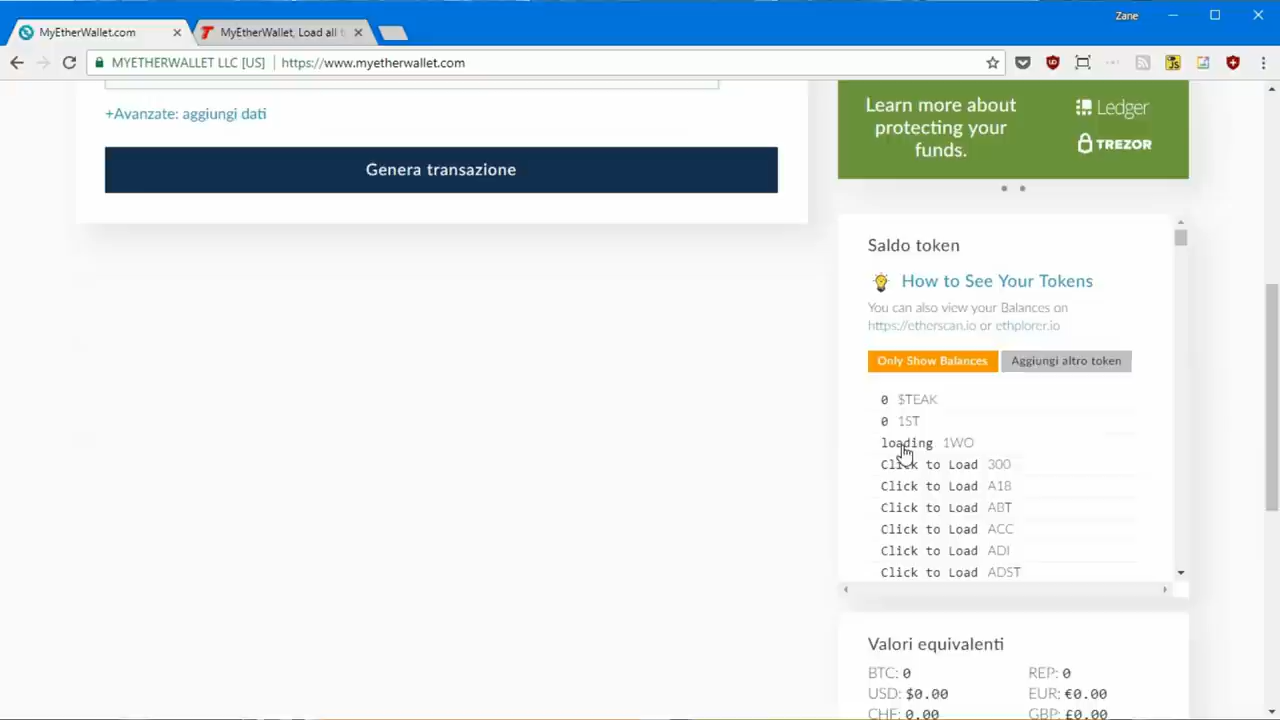 Zane
MyEtherWallet.com
MyEtherWallet, Load all t
MYETHERWALLET LLC [US]
https://www.myetherwallet.com
+Avanzate: aggiungi dati
Genera transazione
Learn more about
protecting your
funds.
Ledger
TREZOR
Saldo token
How to See Your Tokens
You can also view your Balances on
https://etherscan.io or ethplorer.io
Only Show Balances
Aggiungi altro token
0 $TEAK
0 1ST
loading 1WO
Click to Load 300
Click to Load A18
Click to Load ABT
Click to Load ACC
Click to Load ADI
Click to Load ADST
Valori equivalenti
BTC: 0 REP: 0
USD: $0.00 EUR: €0.00
CHF: 0.00 GBP: £0.00